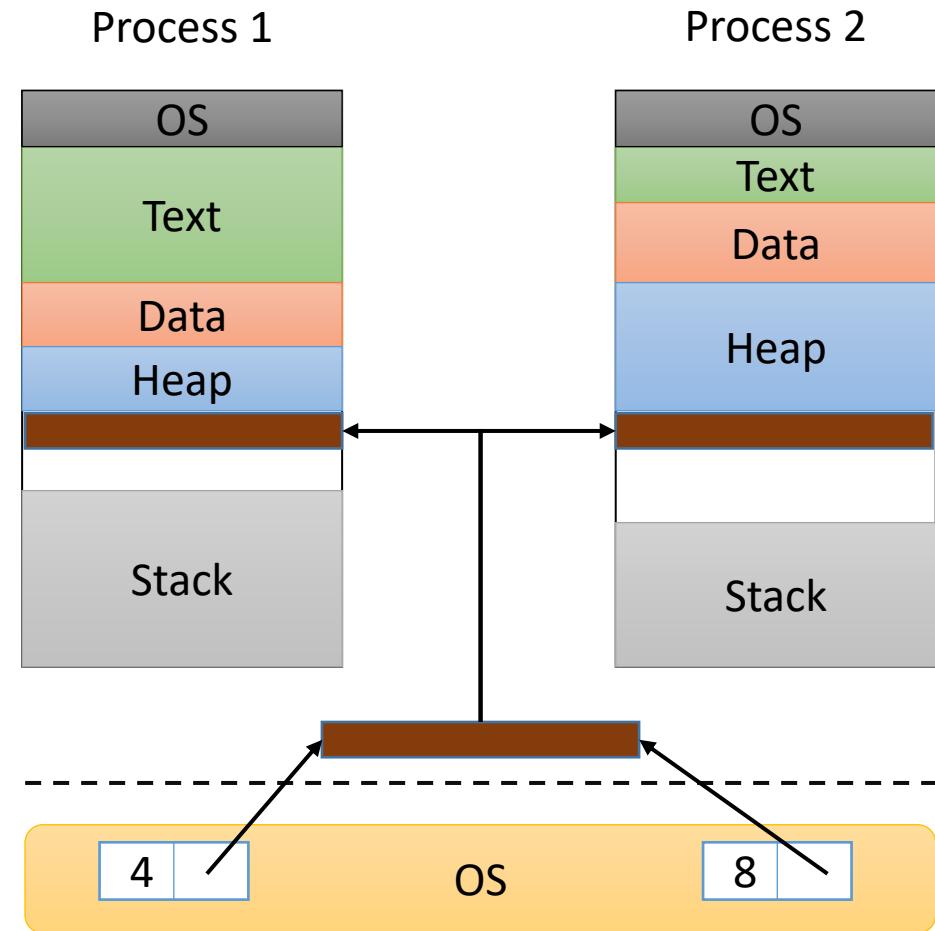 Process 1
Process 2
OS
Text
Data
Heap
Stack
OS
Text
Data
Heap
Stack
4
OS
8